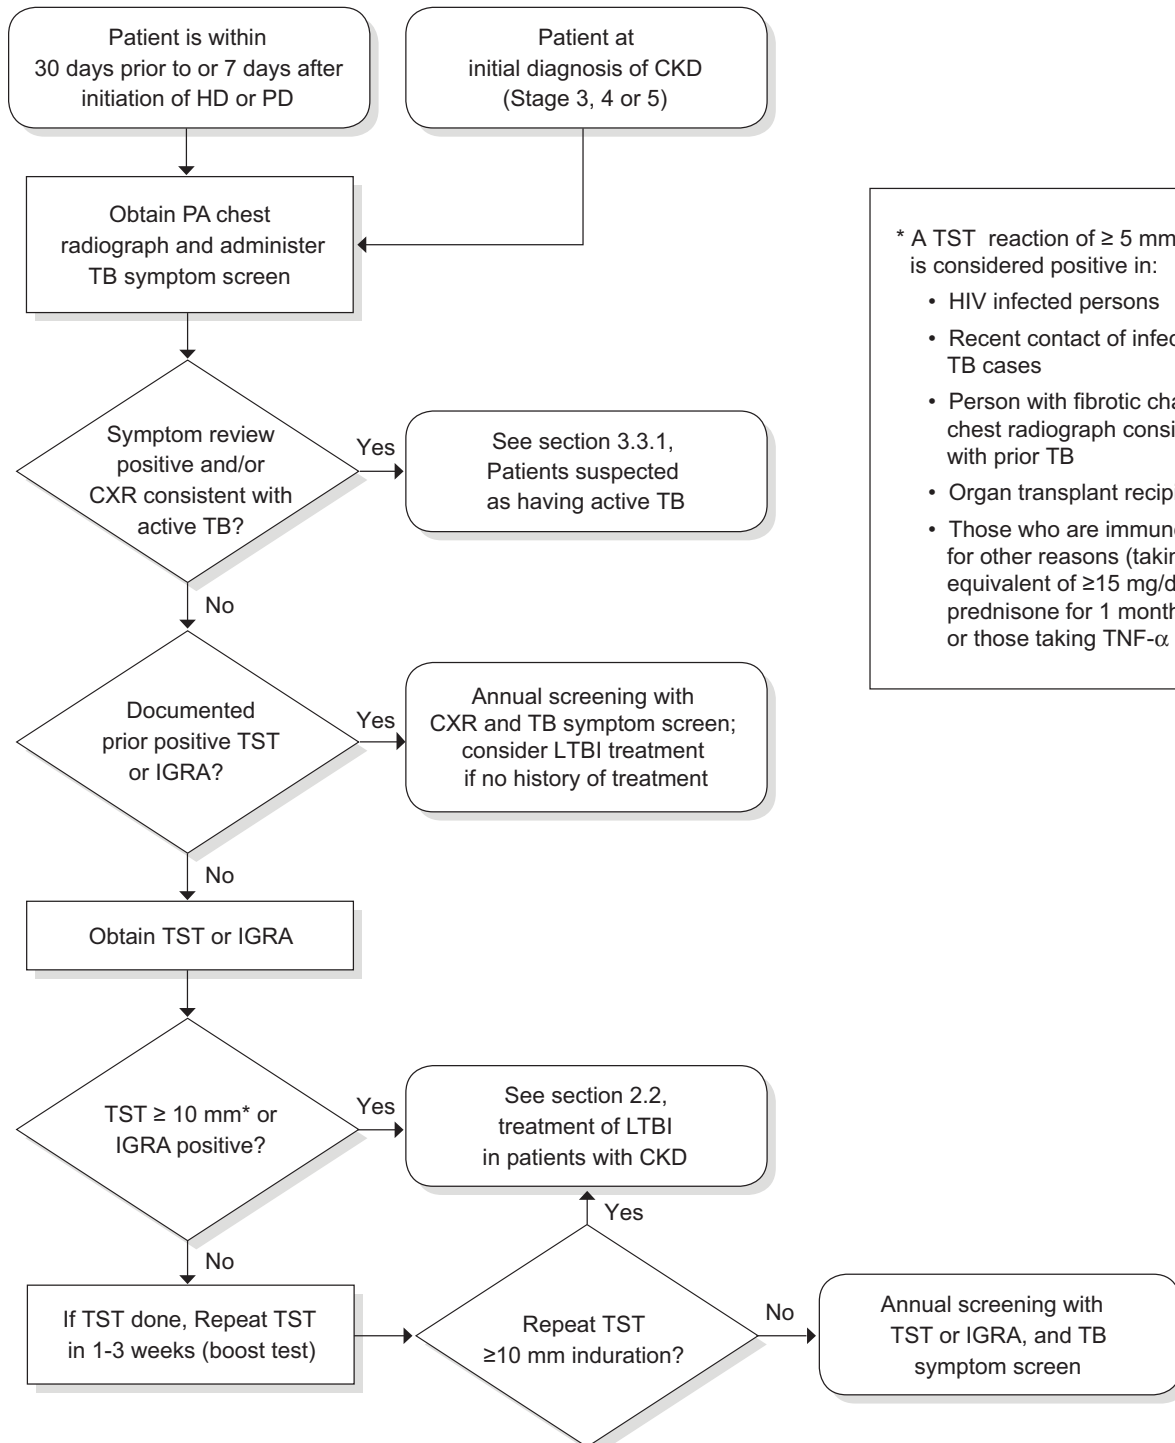 Patient is within
30 days prior to or 7 days after
initiation of HD or PD
Patient at
initial diagnosis of CKD
(Stage 3, 4 or 5)
Obtain PA chest
radiograph and administer
TB symptom screen
Symptom review
positive and/or
CXR consistent with
active TB?
Yes
See section 3.3.1,
Patients suspected
as having active TB
No
Documented
prior positive TST
or IGRA?
Yes
Annual screening with
CXR and TB symptom screen;
consider LTBI treatment
if no history of treatment
No
Obtain TST or IGRA
TST ≥ 10 mm* or
IGRA positive?
Yes
See section 2.2,
treatment of LTBI
in patients with CKD
No
If TST done, Repeat TST
in 1-3 weeks (boost test)
Repeat TST
≥10 mm induration?
Yes
No
Annual screening with
TST or IGRA, and TB
symptom screen
* A TST reaction of ≥ 5 mm
is considered positive in:
• HIV infected persons
• Recent contact of
TB cases
• Person with fibrotic
chest radiograph
with prior TB
• Organ transplant
• Those who are
for other reasons
equivalent of ≥15
prednisone for 1 month
or those taking TNF-α